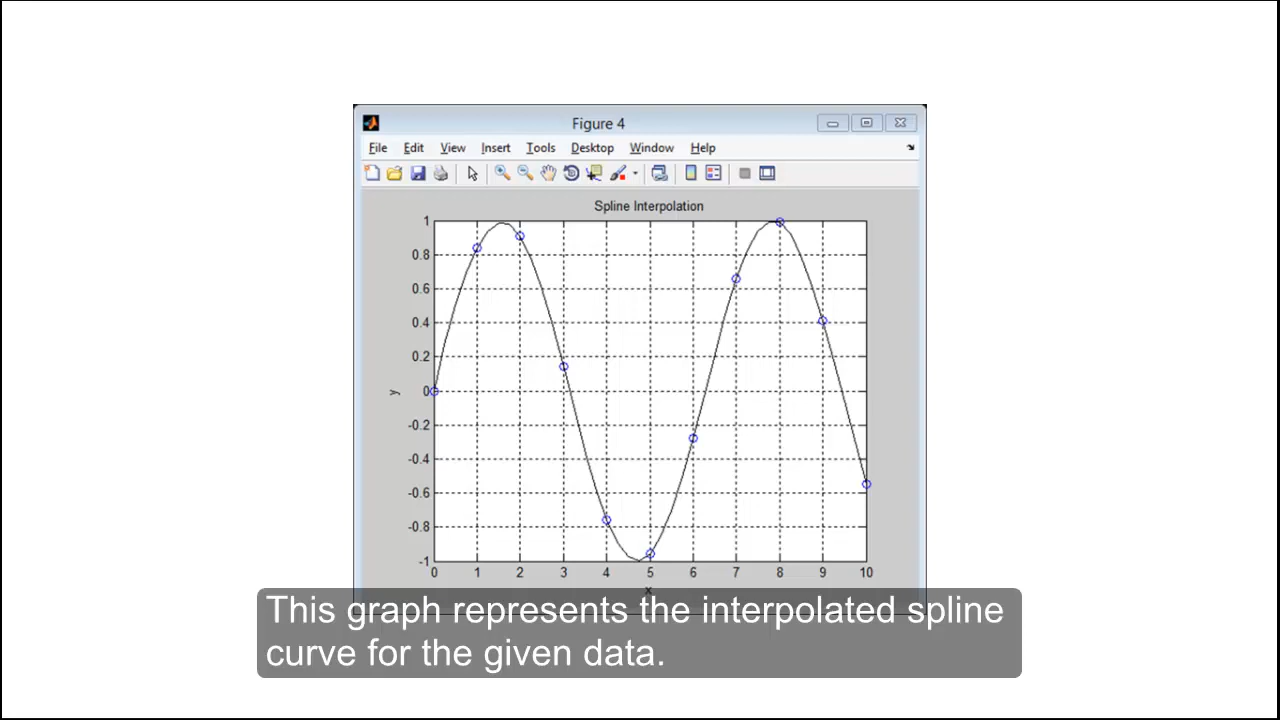 Figure 4
File Edit View Insert Tools Desktop Window Help
Spline Interpolation
1
0.8
0.6
0.4
0.2
0
-0.2
-0.4
-0.6
-0.8
-1
y
0 1 2 3 4 5 6 7 8 9 10
x
This graph represents the interpolated spline
curve for the given data.